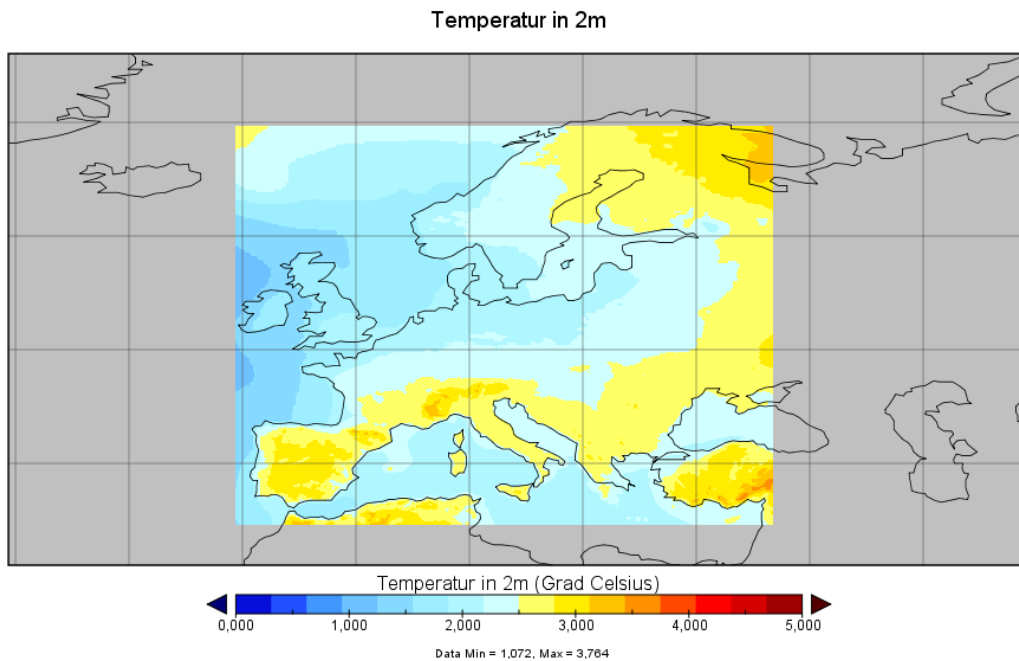 Temperatur in 2m
Temperatur in 2m (Grad Celsius)
0,000 1,000 2,000 3,000 4,000 5,000
Data Min = 1,072, Max = 3,764